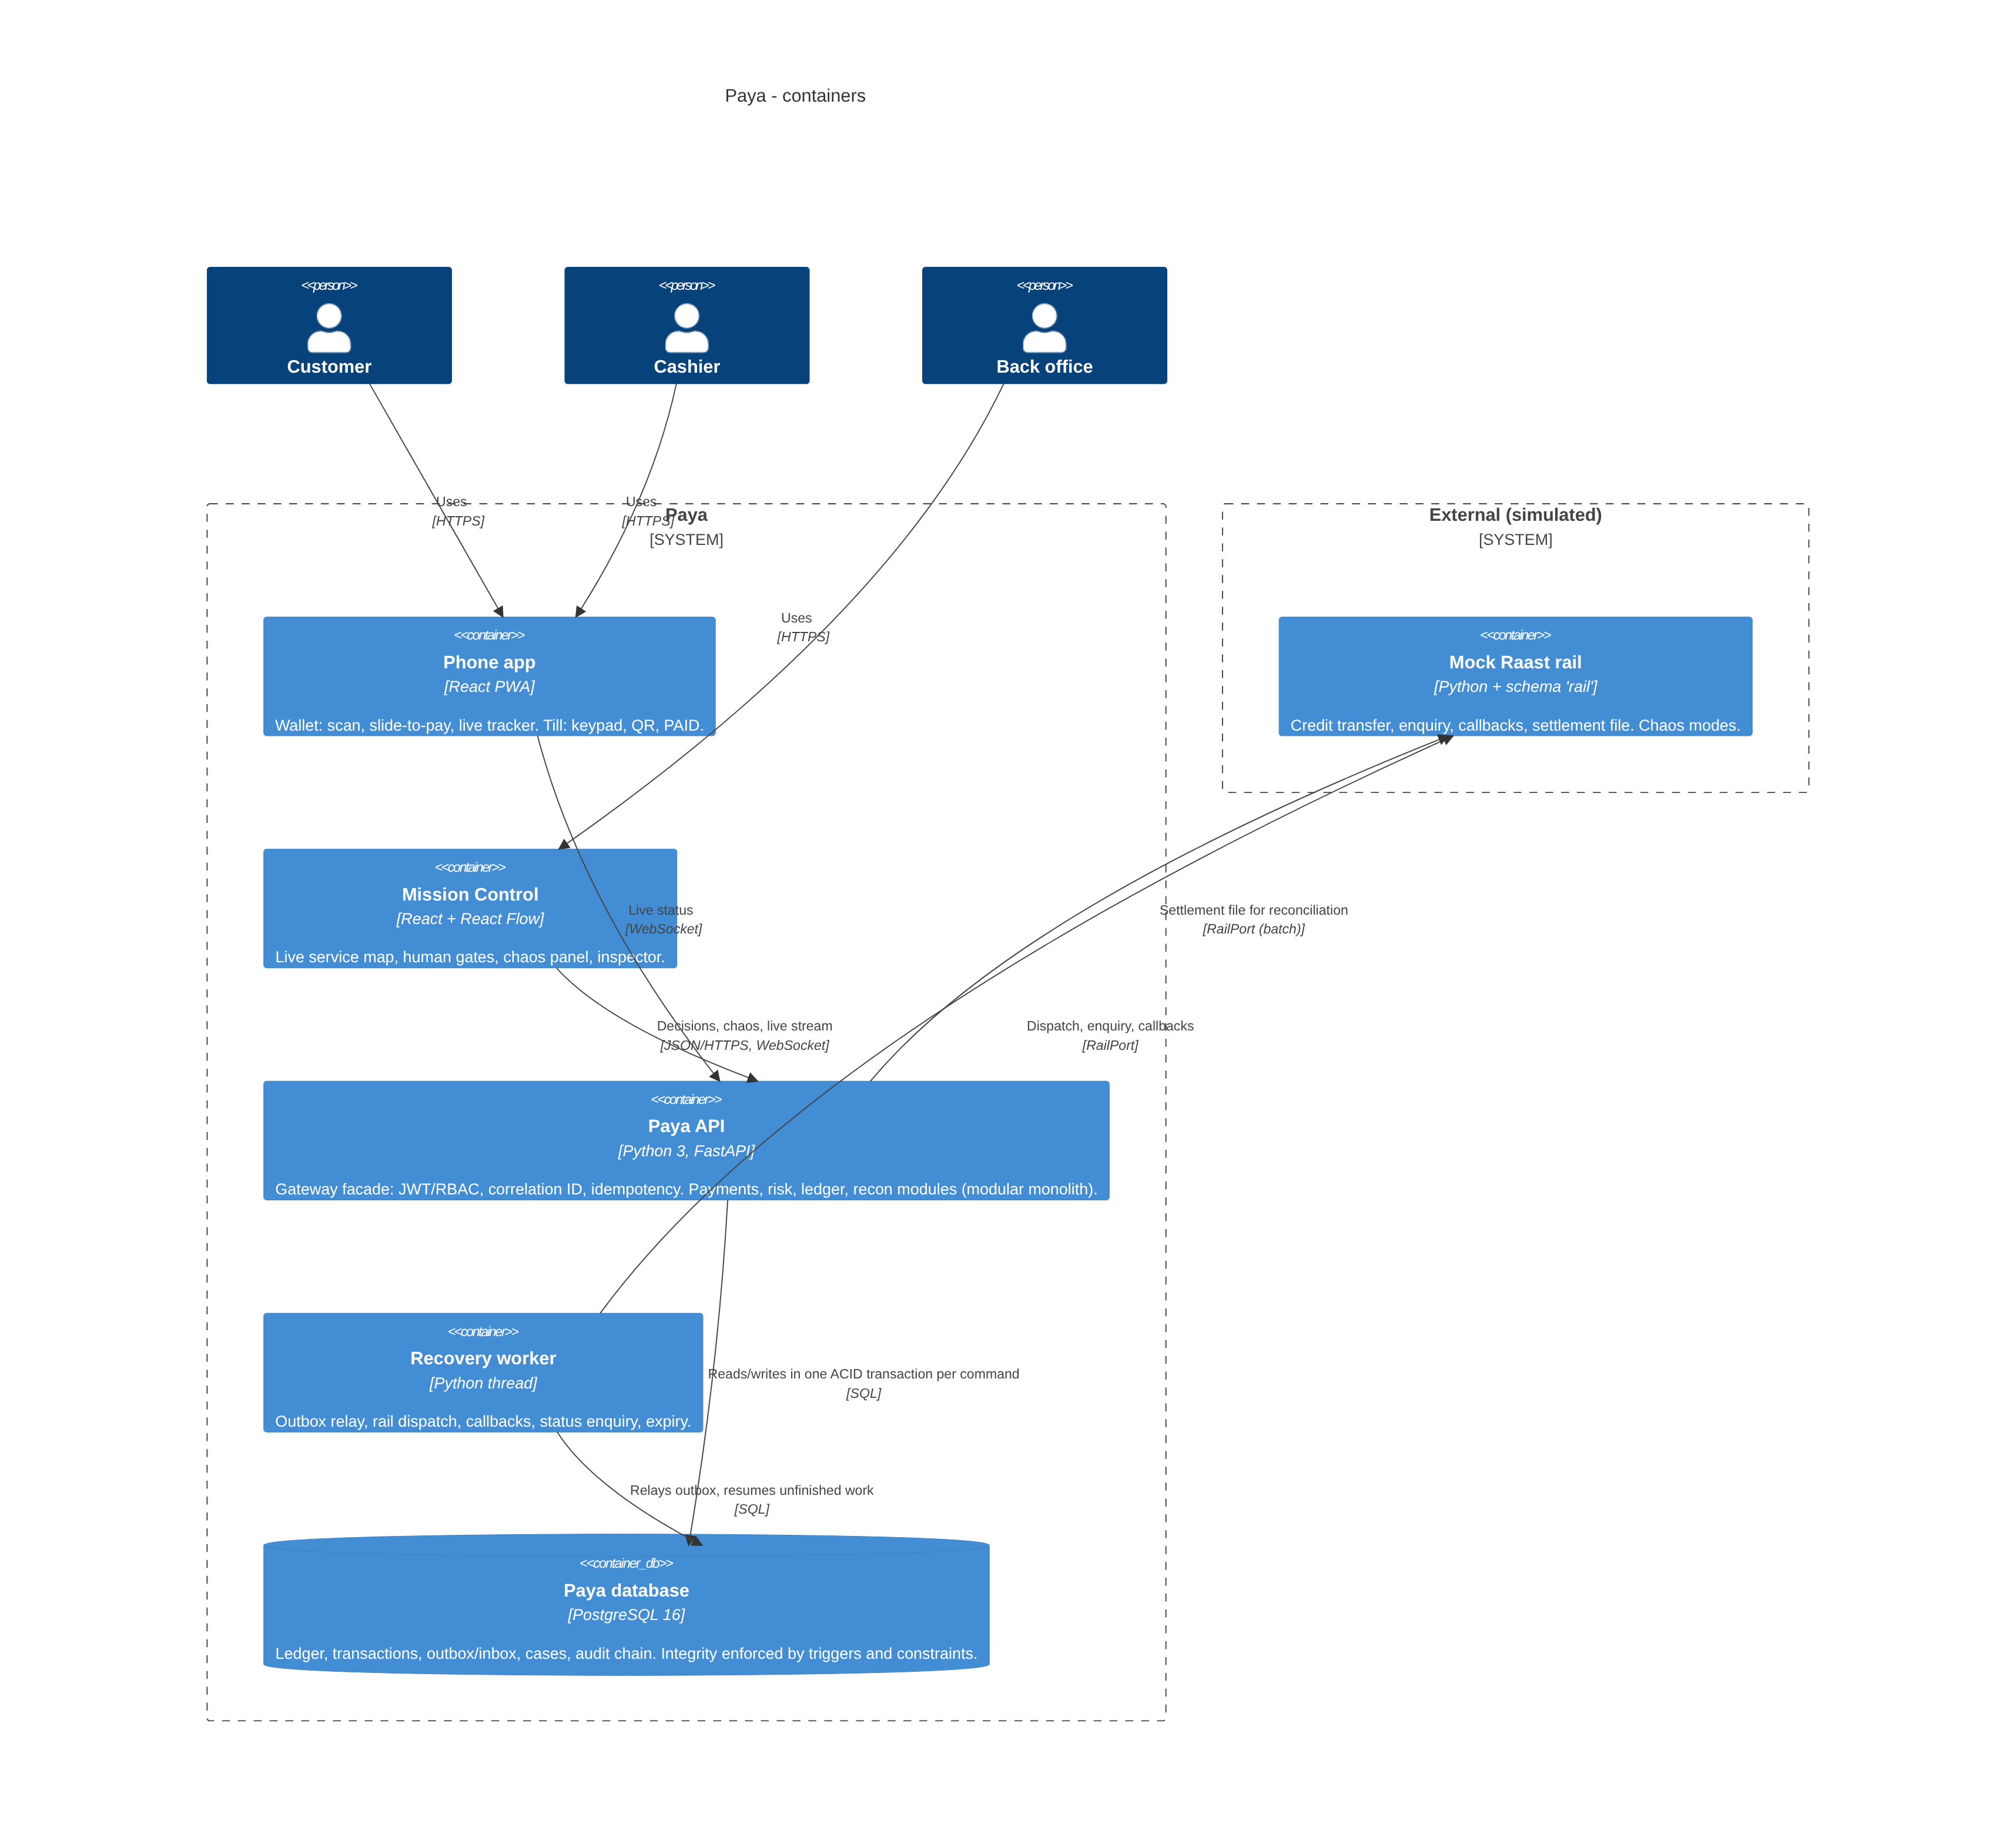 Paya - containers
<<person>>
Customer
<<person>>
Cashier
<<person>>
Back office
Uses
[HTTPS]
Uses
[HTTPS]
Paya
[SYSTEM]
External (simulated)
[SYSTEM]
Uses
[HTTPS]
<<container>>
Phone app
[React PWA]
Wallet: scan, slide-to-pay, live tracker. Till: keypad, QR, PAID.
<<container>>
Mock Raast rail
[Python + schema 'rail']
Credit transfer, enquiry, callbacks, settlement file. Chaos modes.
<<container>>
Mission Control
[React + React Flow]
Live service map, human gates, chaos panel, inspector.
Live status
[WebSocket]
Settlement file for reconciliation
[RailPort (batch)]
Decisions, chaos, live stream
[JSON/HTTPS, WebSocket]
Dispatch, enquiry, callbacks
[RailPort]
<<container>>
Paya API
[Python 3, FastAPI]
Gateway facade: JWT/RBAC, correlation ID, idempotency. Payments, risk, ledger, recon modules (modular monolith).
<<container>>
Recovery worker
[Python thread]
Outbox relay, rail dispatch, callbacks, status enquiry, expiry.
Reads/writes in one ACID transaction per command
[SQL]
Relays outbox, resumes unfinished work
[SQL]
<<container_db>>
Paya database
[PostgreSQL 16]
Ledger, transactions, outbox/inbox, cases, audit chain. Integrity enforced by triggers and constraints.